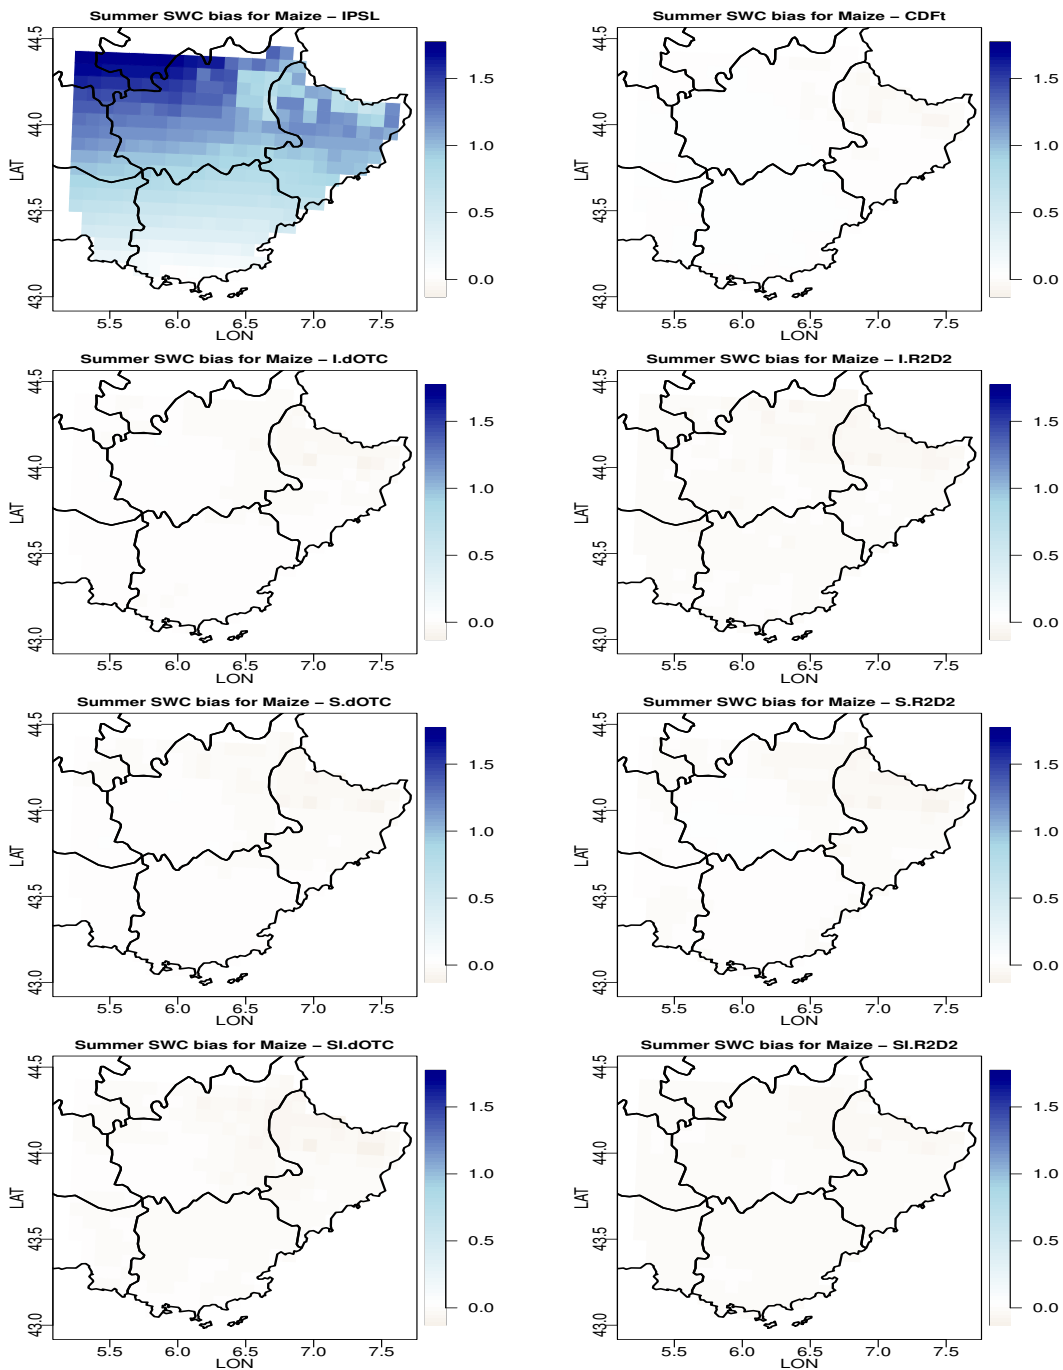 Summer SWC bias for Maize − IPSL
44.5
44.0
43.5
43.0
LAT
5.5 6.0 6.5 7.0 7.5
LON
1.5
1.0
0.5
0.0
Summer SWC bias for Maize − CDFt
44.5
44.0
43.5
43.0
LAT
5.5 6.0 6.5 7.0 7.5
LON
1.5
1.0
0.5
0.0
Summer SWC bias for Maize − I.dOTC
44.5
44.0
43.5
43.0
LAT
5.5 6.0 6.5 7.0 7.5
LON
1.5
1.0
0.5
0.0
Summer SWC bias for Maize − I.R2D2
44.5
44.0
43.5
43.0
LAT
5.5 6.0 6.5 7.0 7.5
LON
1.5
1.0
0.5
0.0
Summer SWC bias for Maize − S.dOTC
44.5
44.0
43.5
43.0
LAT
5.5 6.0 6.5 7.0 7.5
LON
1.5
1.0
0.5
0.0
Summer SWC bias for Maize − S.R2D2
44.5
44.0
43.5
43.0
LAT
5.5 6.0 6.5 7.0 7.5
LON
1.5
1.0
0.5
0.0
Summer SWC bias for Maize − SI.dOTC
44.5
44.0
43.5
43.0
LAT
5.5 6.0 6.5 7.0 7.5
LON
1.5
1.0
0.5
0.0
Summer SWC bias for Maize − SI.R2D2
44.5
44.0
43.5
43.0
LAT
5.5 6.0 6.5 7.0 7.5
LON
1.5
1.0
0.5
0.0